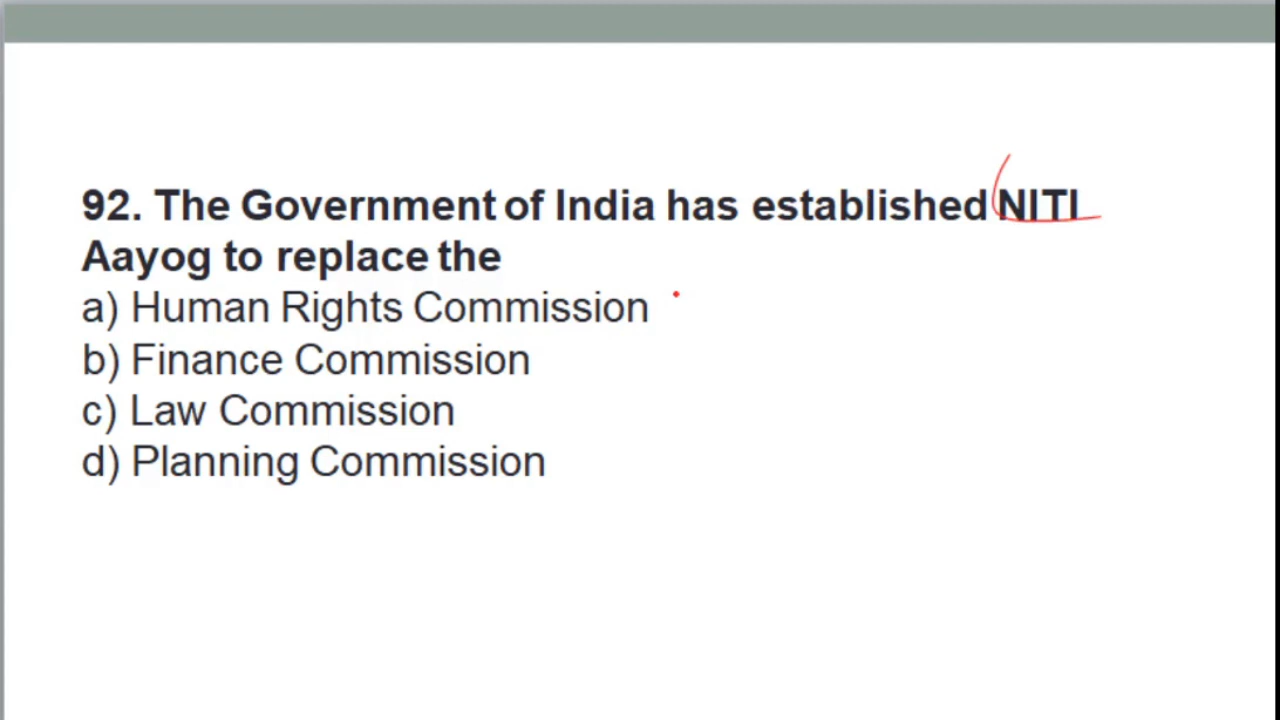 92. The Government of India has established NITI
Aayog to replace the
a) Human Rights Commission
b) Finance Commission
c) Law Commission
d) Planning Commission